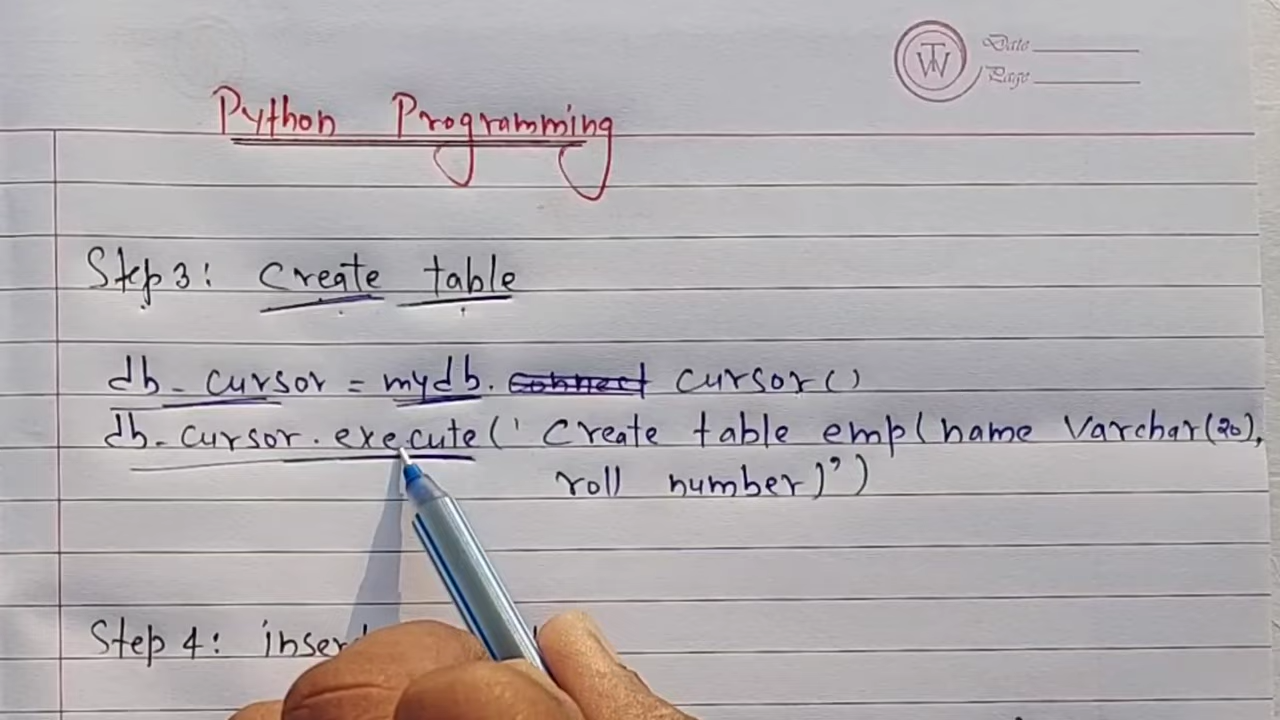 Date
Page
Python Programming
Step 3: Create table
db_cursor = mydb. connect cursor()
db_cursor.execute(' Create table emp(name Varchar(20),
roll number)')
Step 4: